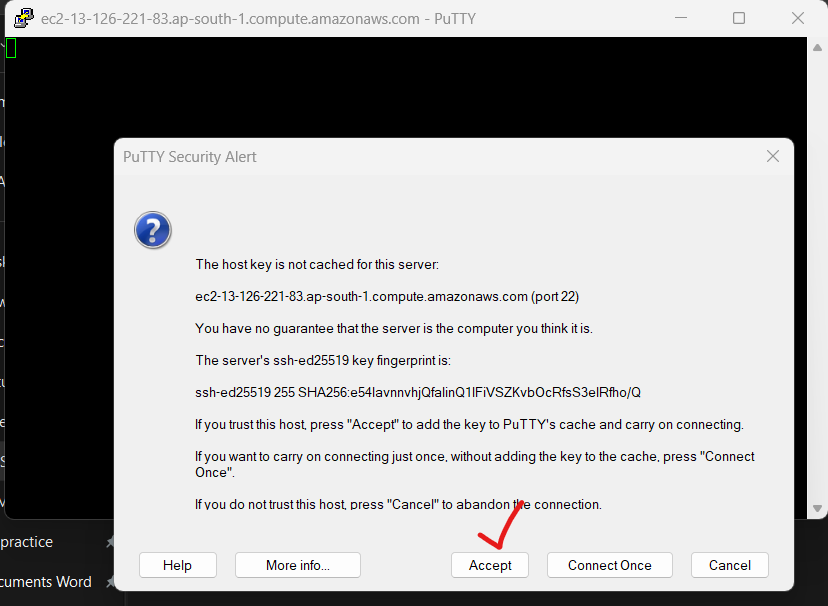 ec2-13-126-221-83.ap-south-1.compute.amazonaws.com - PuTTY
PuTTY Security Alert
The host key is not cached for this server:
ec2-13-126-221-83.ap-south-1.compute.amazonaws.com (port 22)
You have no guarantee that the server is the computer you think it is.
The server's ssh-ed25519 key fingerprint is:
ssh-ed25519 255 SHA256:e54lavnnvhjQfalinQ1lFiVSZKvbOcRfsS3elRfho/Q
If you trust this host, press "Accept" to add the key to PuTTY's cache and carry on connecting.
If you want to carry on connecting just once, without adding the key to the cache, press "Connect
Once".
If you do not trust this host, press "Cancel" to abandon the connection.
practice
cuments Word
Help
More info...
Accept
Connect Once
Cancel